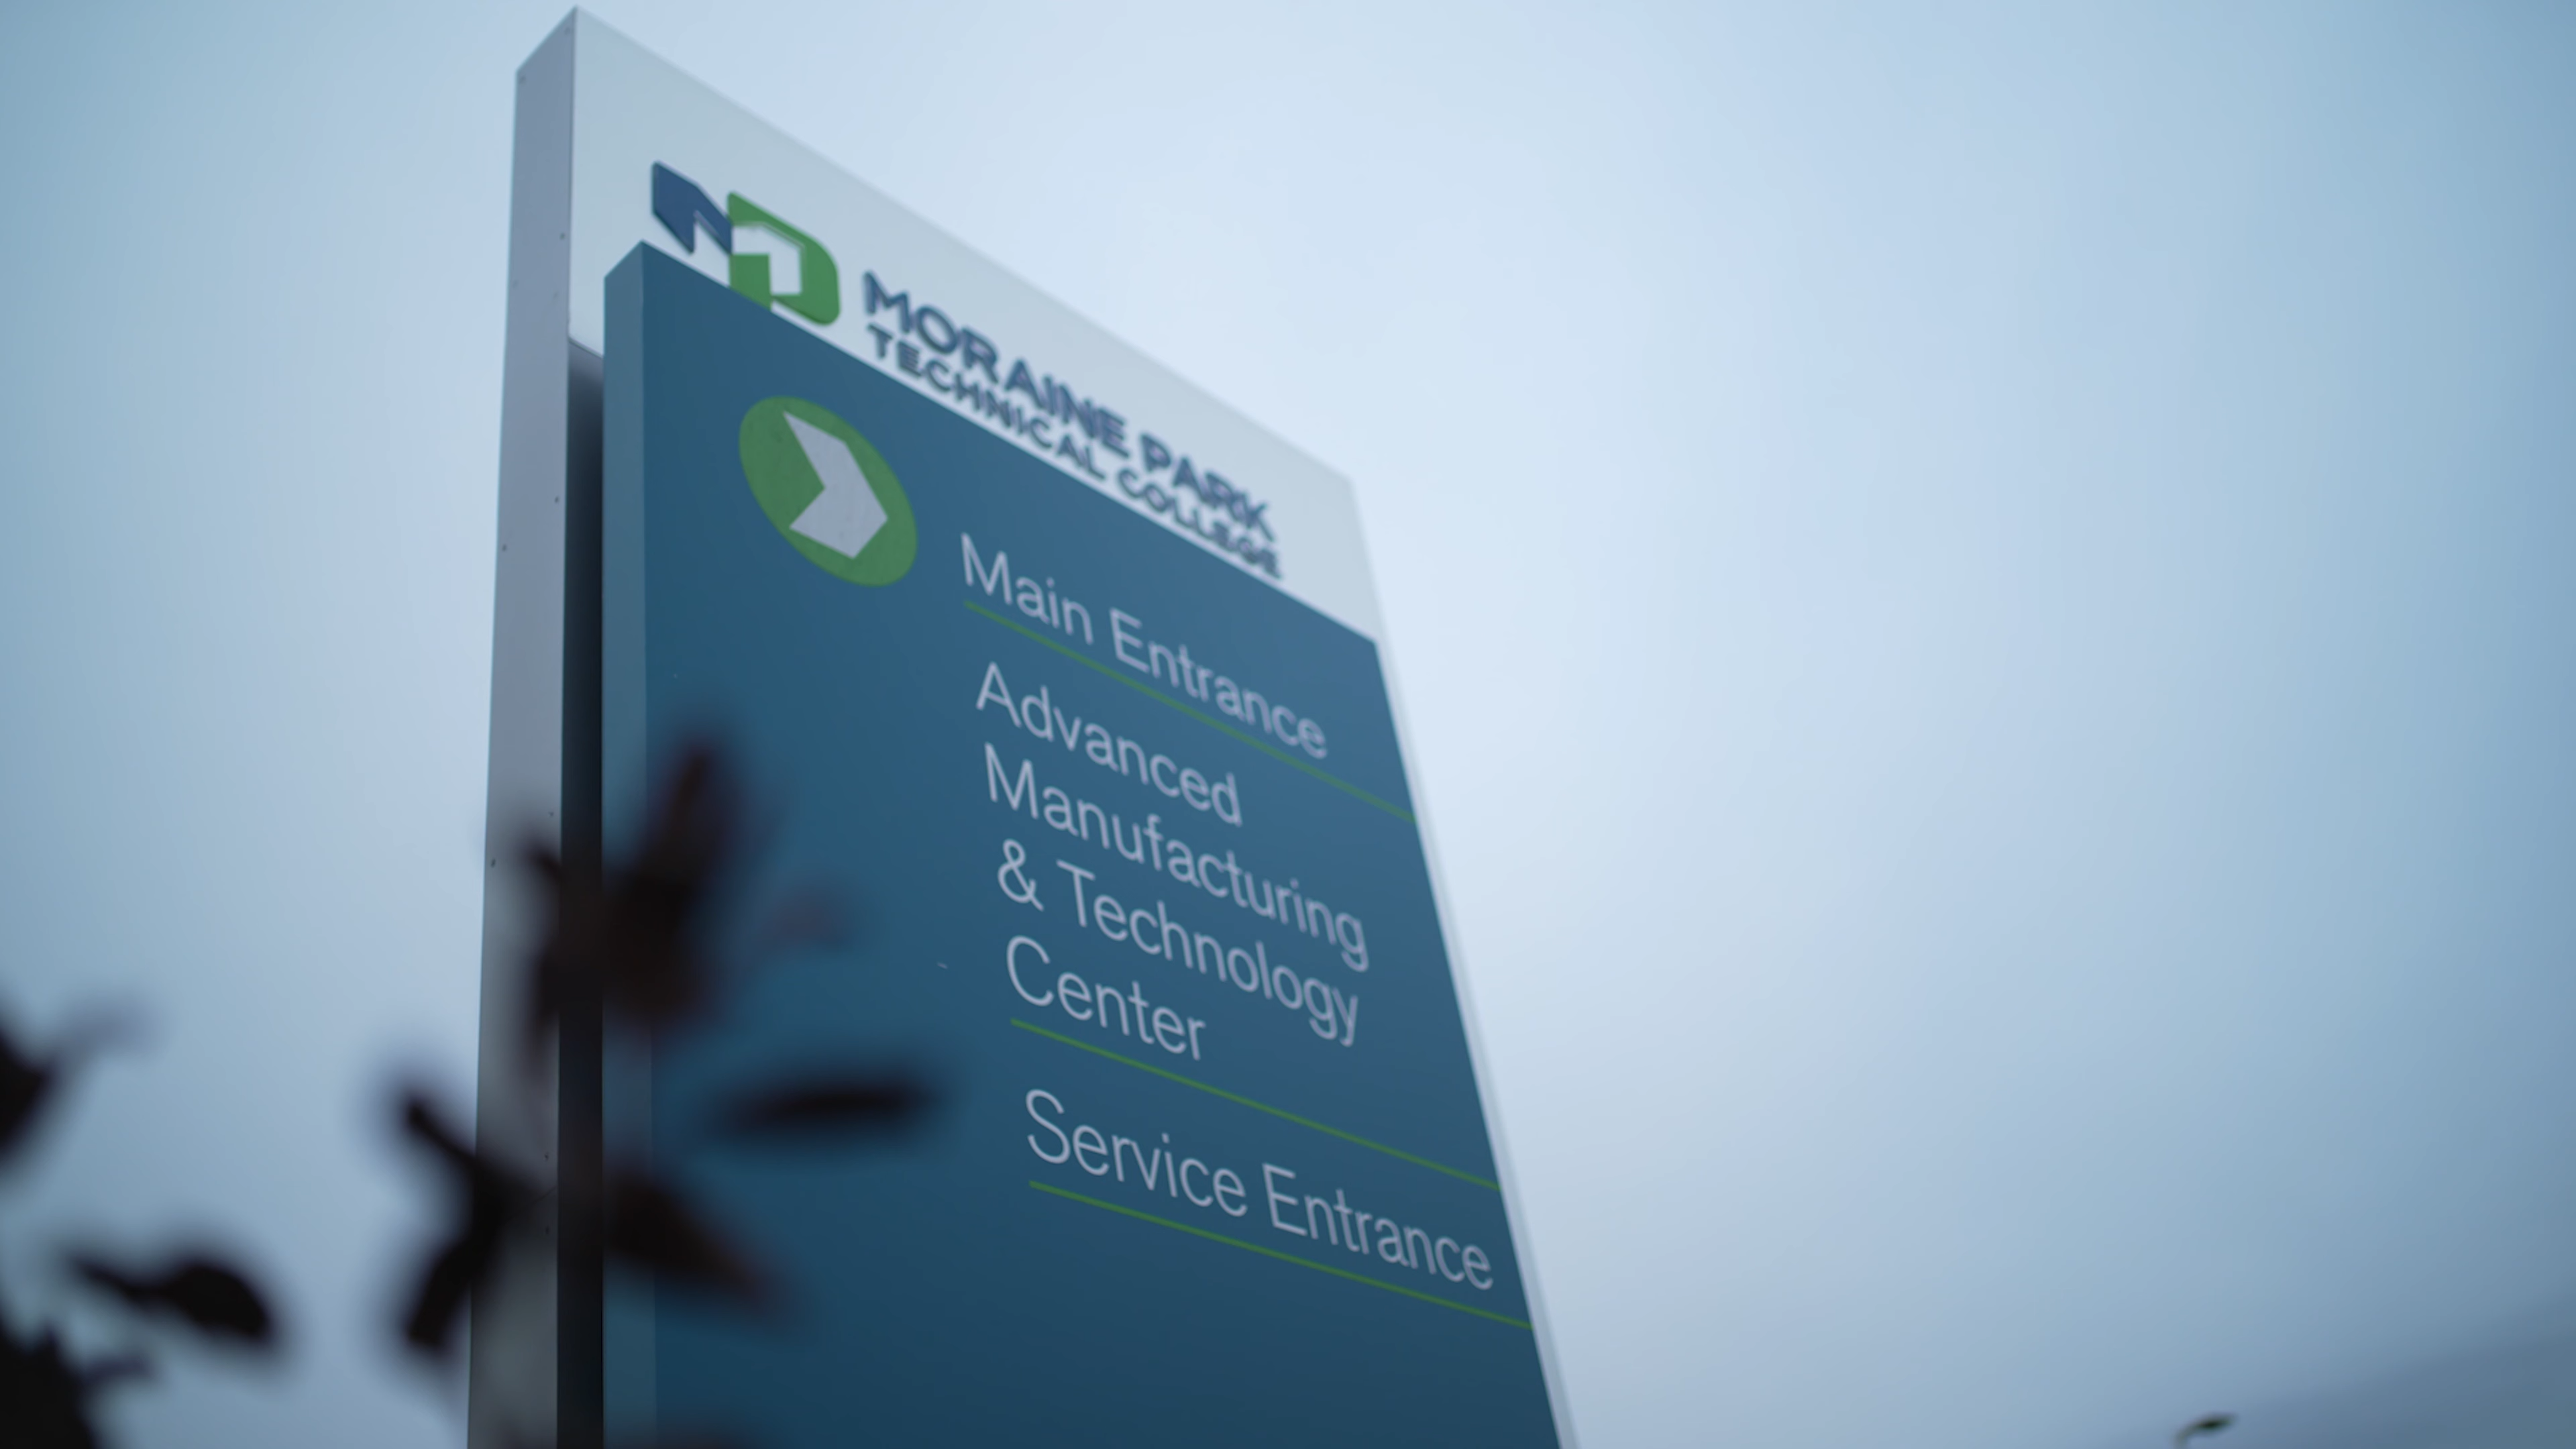 MORAINE PARK
TECHNICAL COLLEGE
Main Entrance
Advanced
Manufacturing
& Technology
Center
Service Entrance